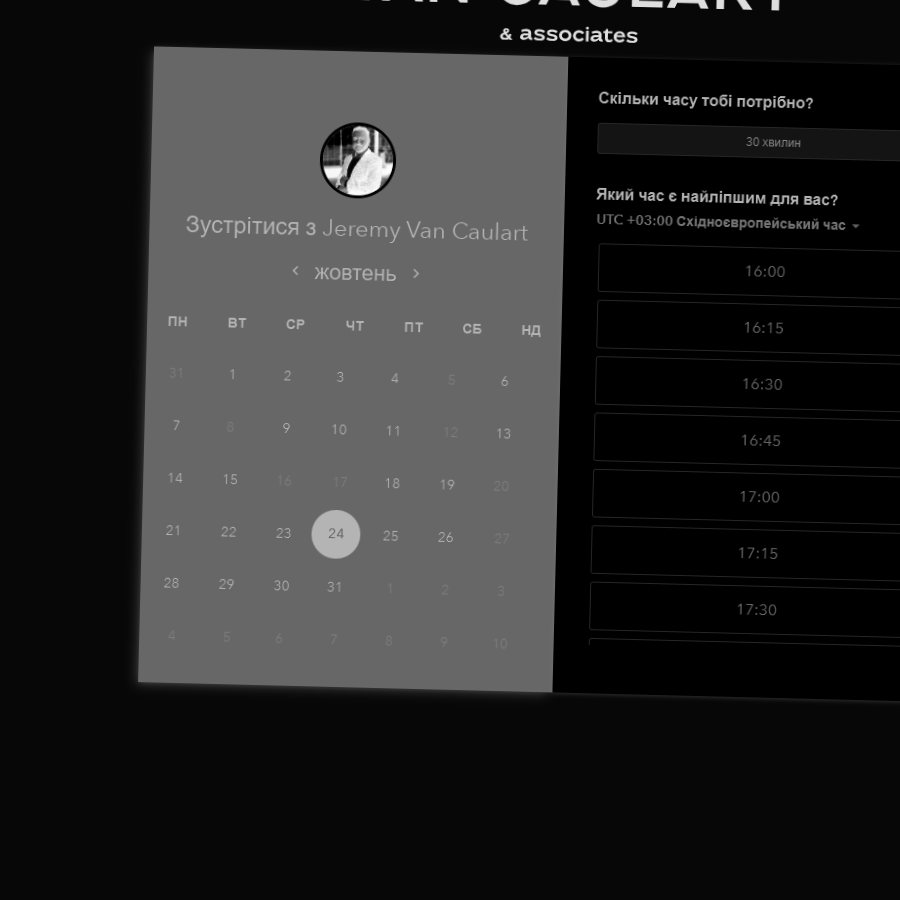 VAN CAULART
& associates
Зустрітися з Jeremy Van Caulart
жовтень
ПН ВТ СР ЧТ ПТ СБ НД
31 1 2 3 4 5 6
7 8 9 10 11 12 13
14 15 16 17 18 19 20
21 22 23 24 25 26 27
28 29 30 31 1 2 3
4 5 6 7 8 9 10
Скільки часу тобі потрібно?
30 хвилин
Який час є найліпшим для вас?
UTC +03:00 Східноєвропейський час
16:00
16:15
16:30
16:45
17:00
17:15
17:30